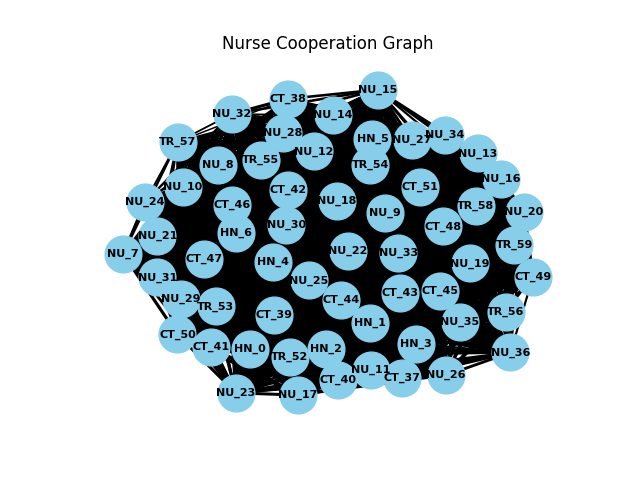 Nurse Cooperation Graph
NU_15
CT_38
NU_32
NU_14
NU_28
NU_34
TR_57
HN_5
NU_27
NU_12
NU_13
TR_55
NU_8
TR_54
NU_16
NU_10
CT_51
CT_42
NU_18
NU_24
CT_46
TR_58
NU_9
NU_20
NU_30
CT_48
HN_6
NU_21
TR_59
NU_22
NU_33
NU_7
CT_47
HN_4
NU_19
NU_31
CT_49
NU_25
CT_45
CT_43
NU_29
CT_44
TR_53
TR_56
CT_39
NU_35
HN_1
CT_50
HN_3
CT_41
HN_0
HN_2
NU_36
TR_52
NU_11
NU_26
CT_37
CT_40
NU_23
NU_17